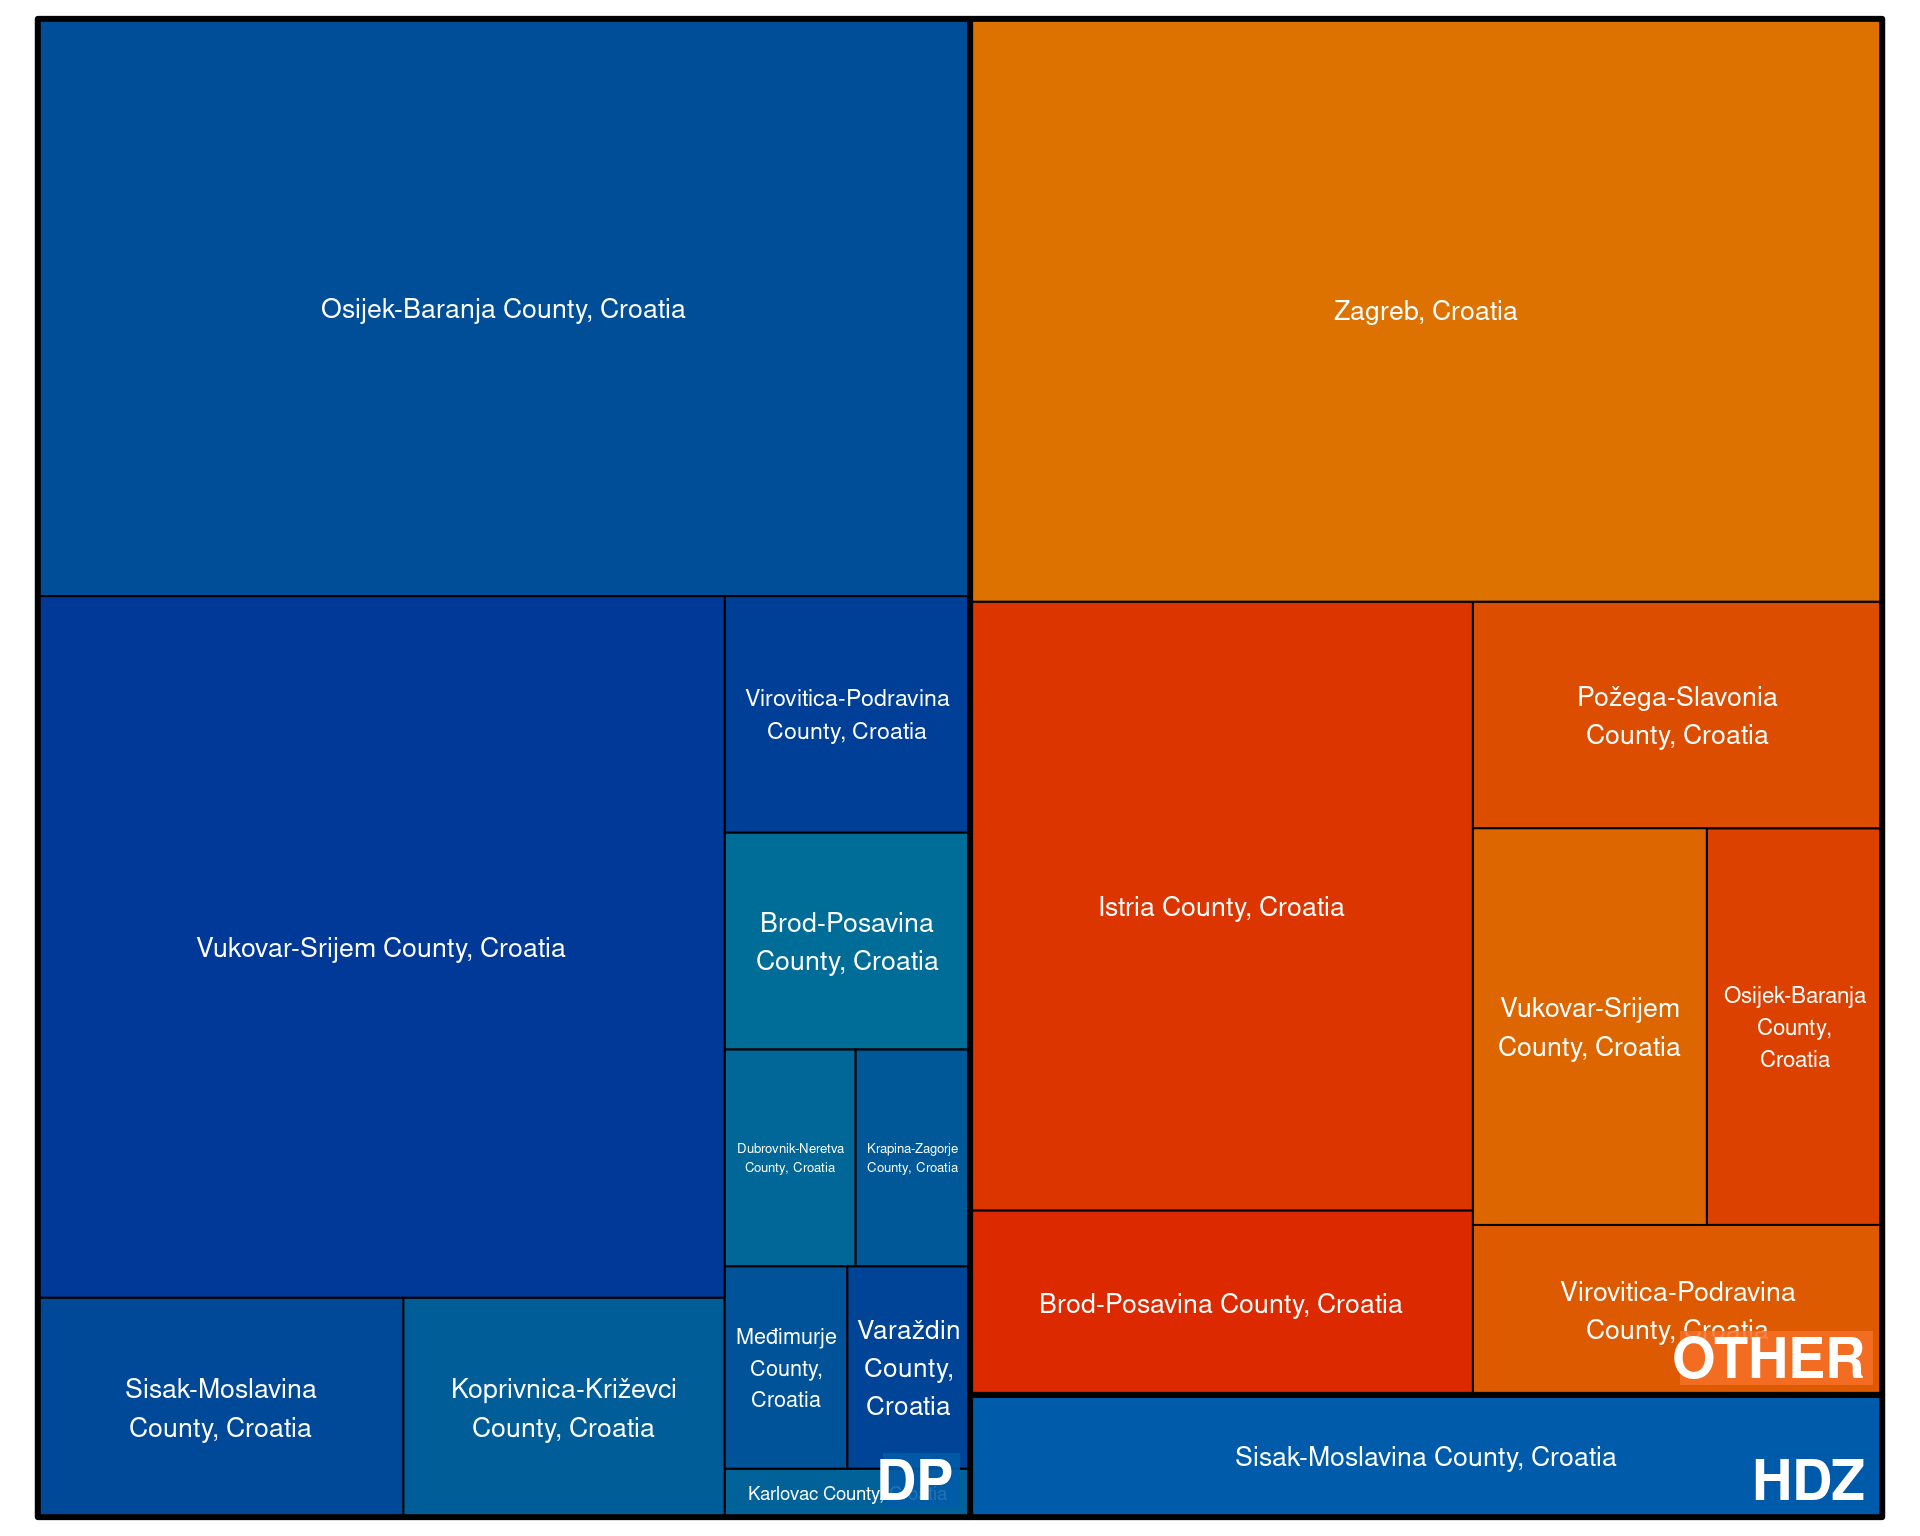 Osijek-Baranja County, Croatia
Vukovar-Srijem County, Croatia
Virovitica-Podravina
County, Croatia
Brod-Posavina
County, Croatia
Dubrovnik-Neretva
County, Croatia
Krapina-Zagorje
County, Croatia
Međimurje
County,
Croatia
Varaždin
County,
Croatia
Sisak-Moslavina
County, Croatia
Koprivnica-Križevci
County, Croatia
Karlovac County, Croatia
DP
Zagreb, Croatia
Istria County, Croatia
Požega-Slavonia
County, Croatia
Vukovar-Srijem
County, Croatia
Osijek-Baranja
County,
Croatia
Brod-Posavina County, Croatia
Virovitica-Podravina
County, Croatia
OTHER
Sisak-Moslavina County, Croatia
HDZ